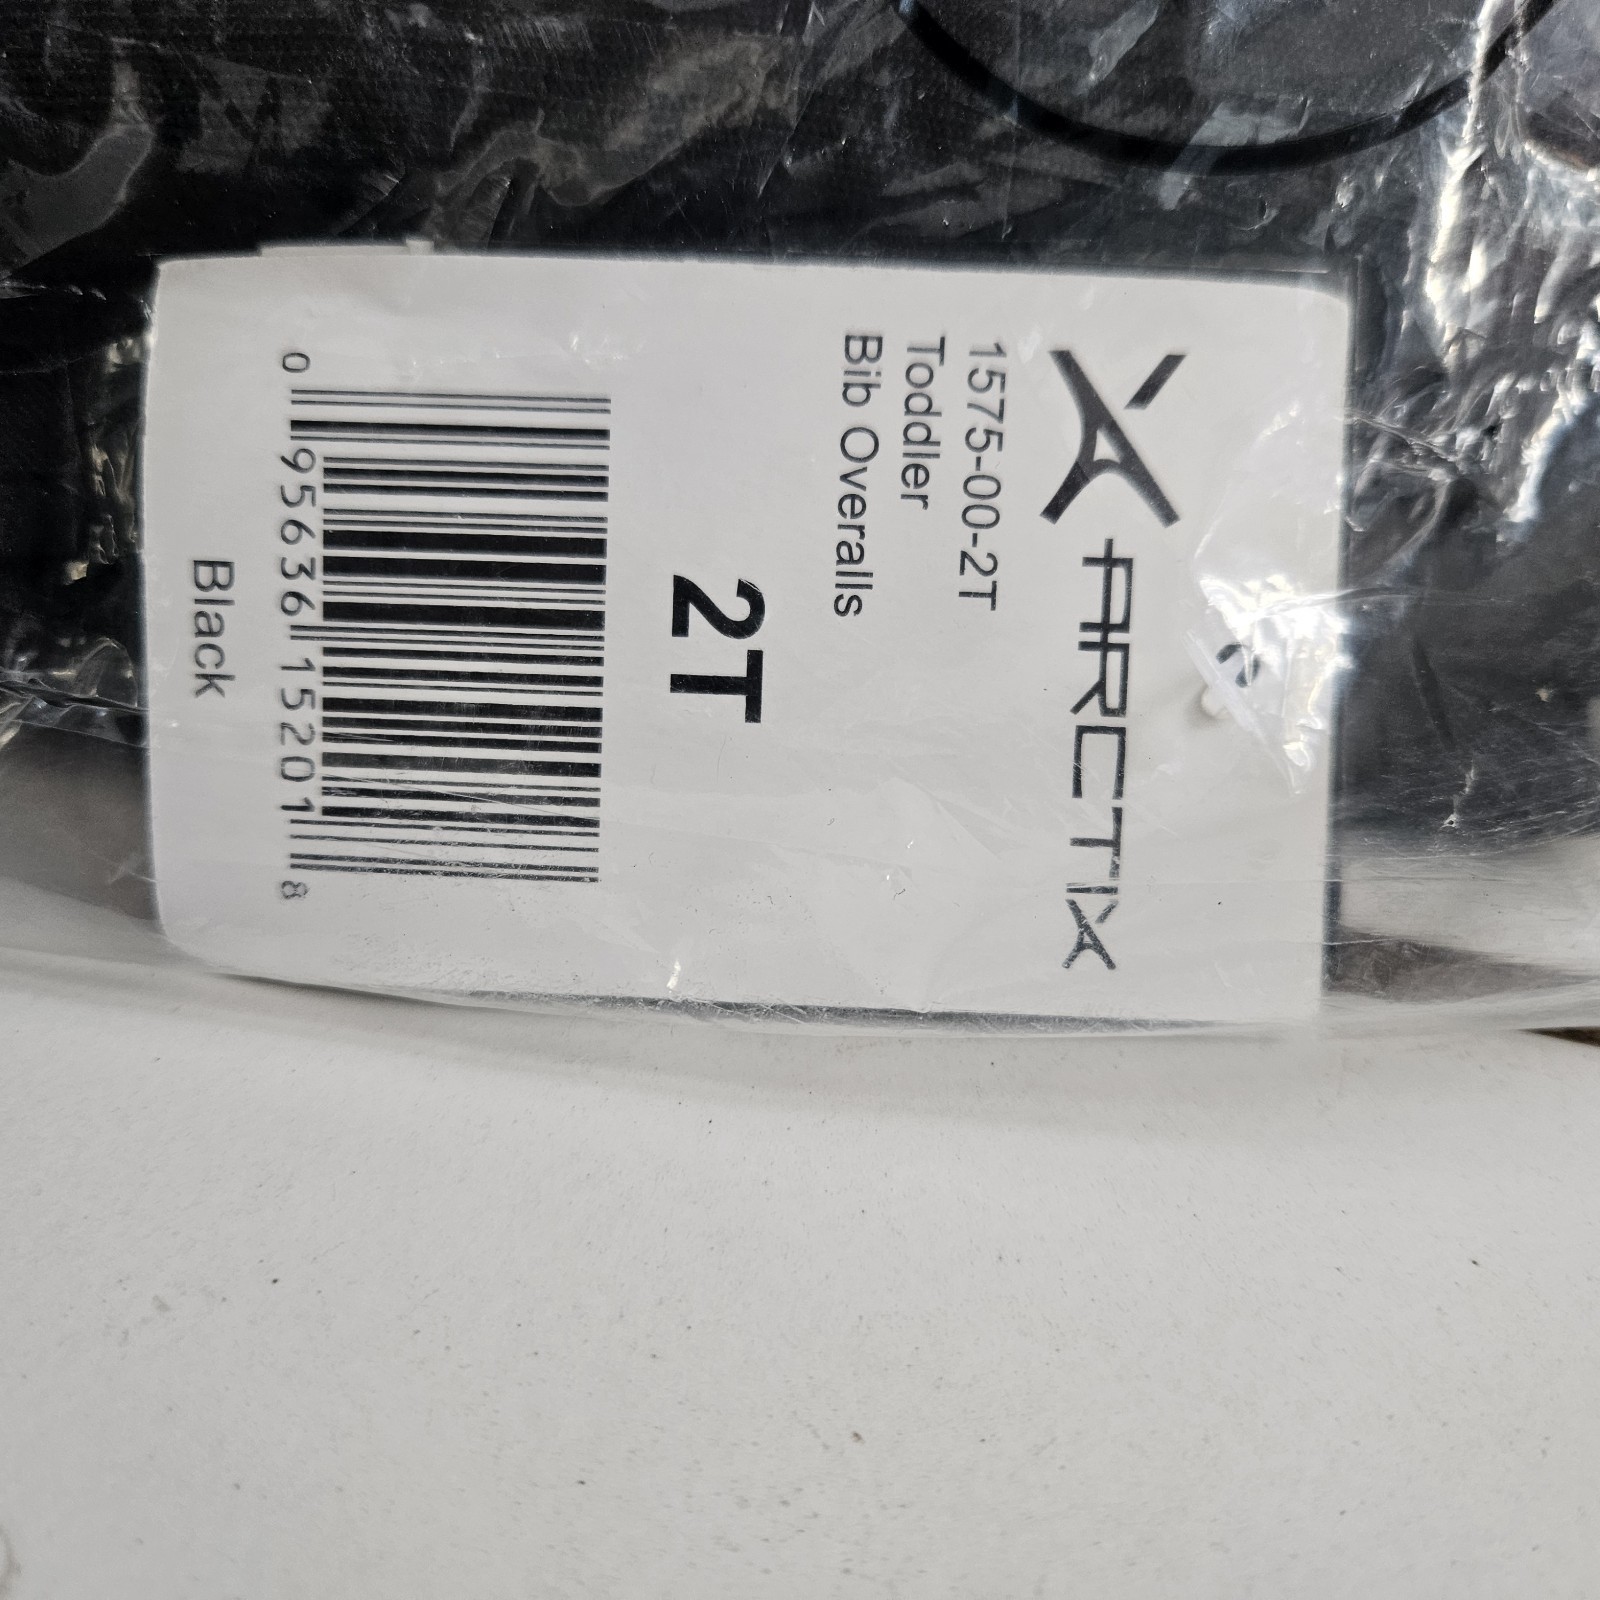 ARCTIX
1575-00-2T
Toddler
Bib Overalls
2T
0 95636 15201 8
Black